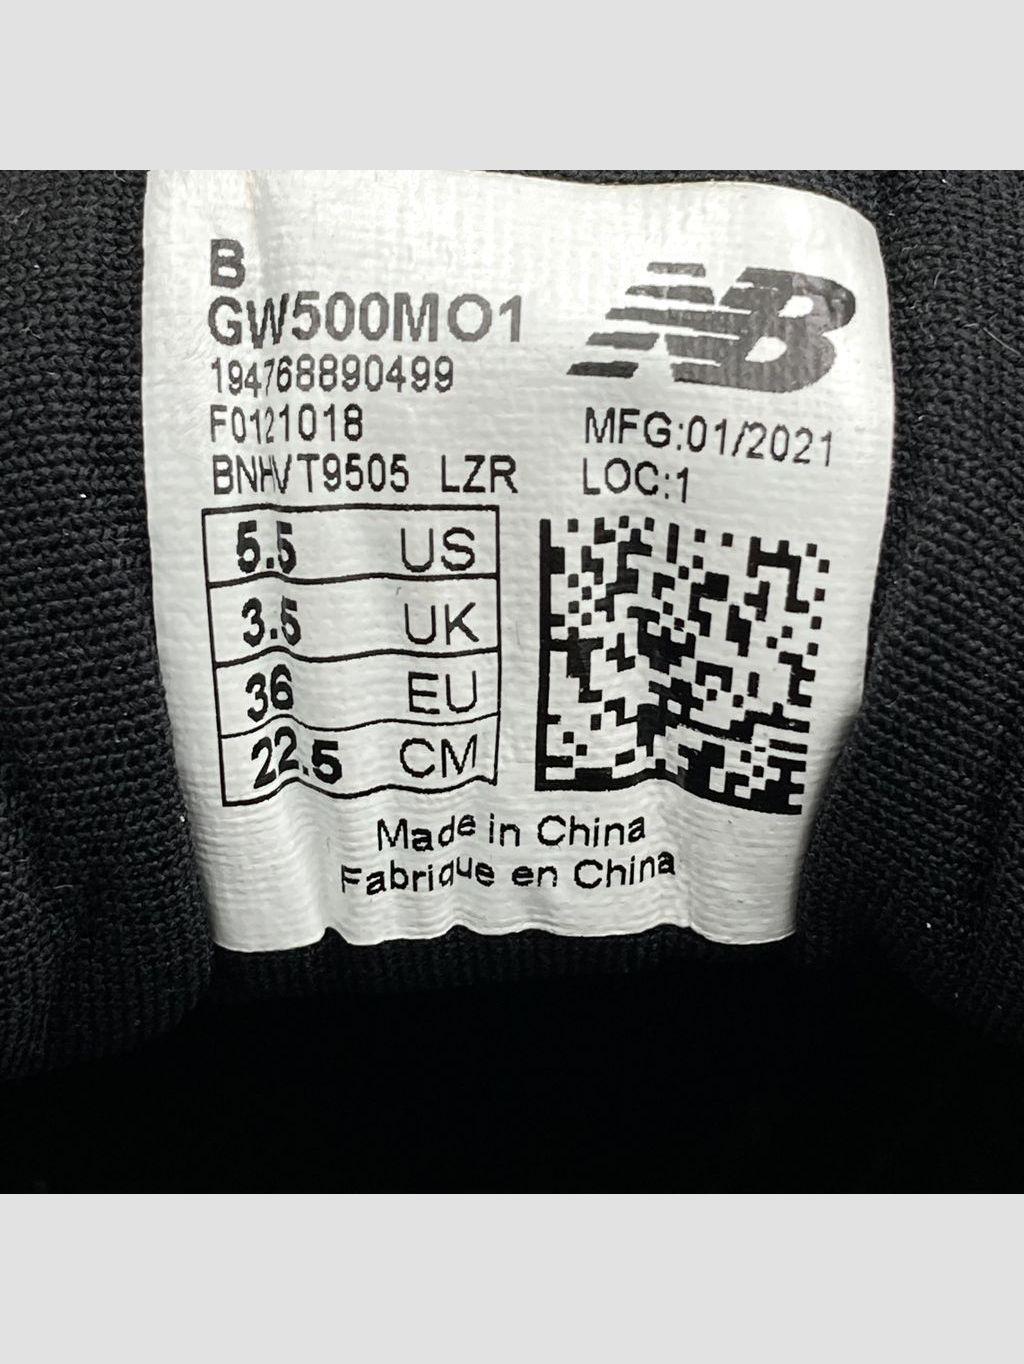 B
GW500MO1
194768890499
F0121018
BNHVT9505 LZR
NB
MFG:01/2021
LOC:1
5.5 US
3.5 UK
36 EU
22.5 CM
Made in China
Fabrique en China